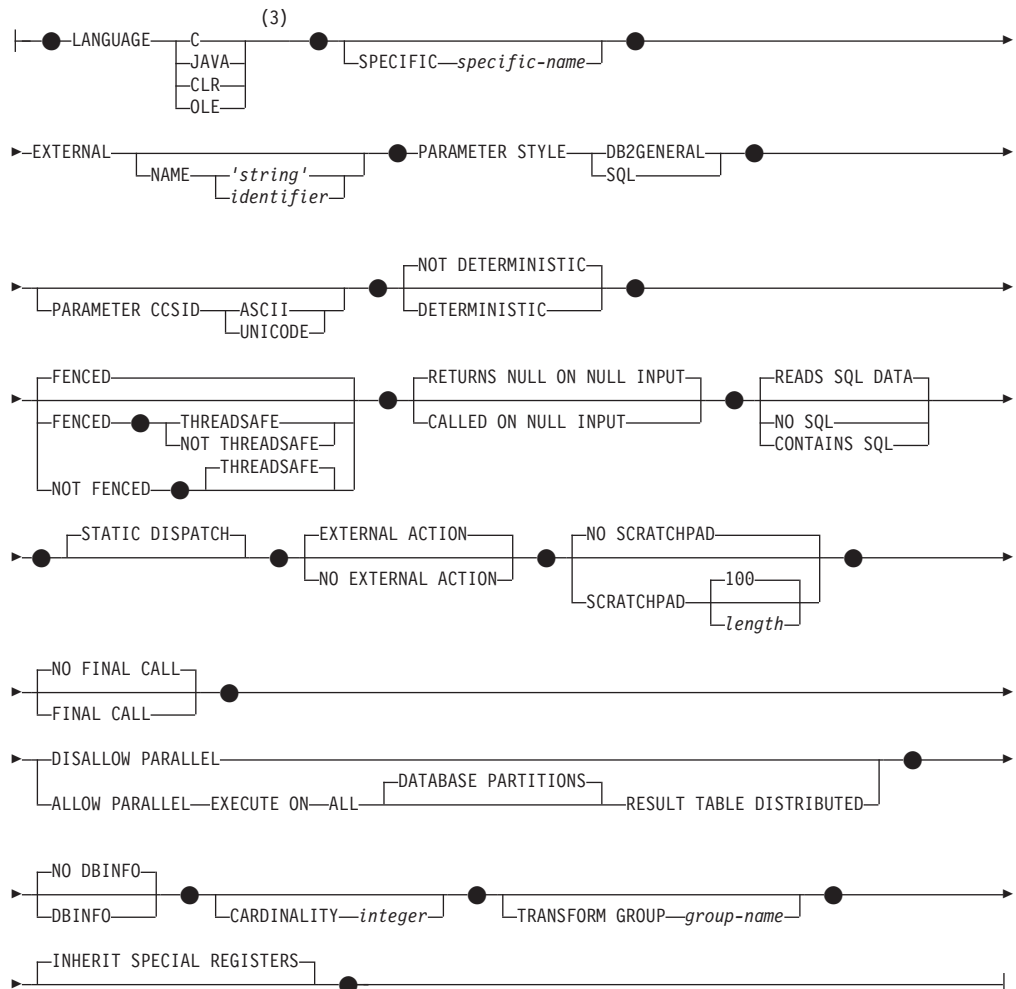 (3)
LANGUAGE C
JAVA SPECIFIC specific-name
CLR
OLE
EXTERNAL PARAMETER STYLE DB2GENERAL
NAME 'string' SQL
identifier
NOT DETERMINISTIC
PARAMETER CCSID ASCII DETERMINISTIC
UNICODE
FENCED RETURNS NULL ON NULL INPUT READS SQL DATA
FENCED THREADSAFE CALLED ON NULL INPUT NO SQL
NOT THREADSAFE CONTAINS SQL
THREADSAFE
NOT FENCED
STATIC DISPATCH EXTERNAL ACTION NO SCRATCHPAD
NO EXTERNAL ACTION 100
SCRATCHPAD
length
NO FINAL CALL
FINAL CALL
DISALLOW PARALLEL
DATABASE PARTITIONS
ALLOW PARALLEL EXECUTE ON ALL RESULT TABLE DISTRIBUTED
NO DBINFO
DBINFO CARDINALITY integer TRANSFORM GROUP group-name
INHERIT SPECIAL REGISTERS